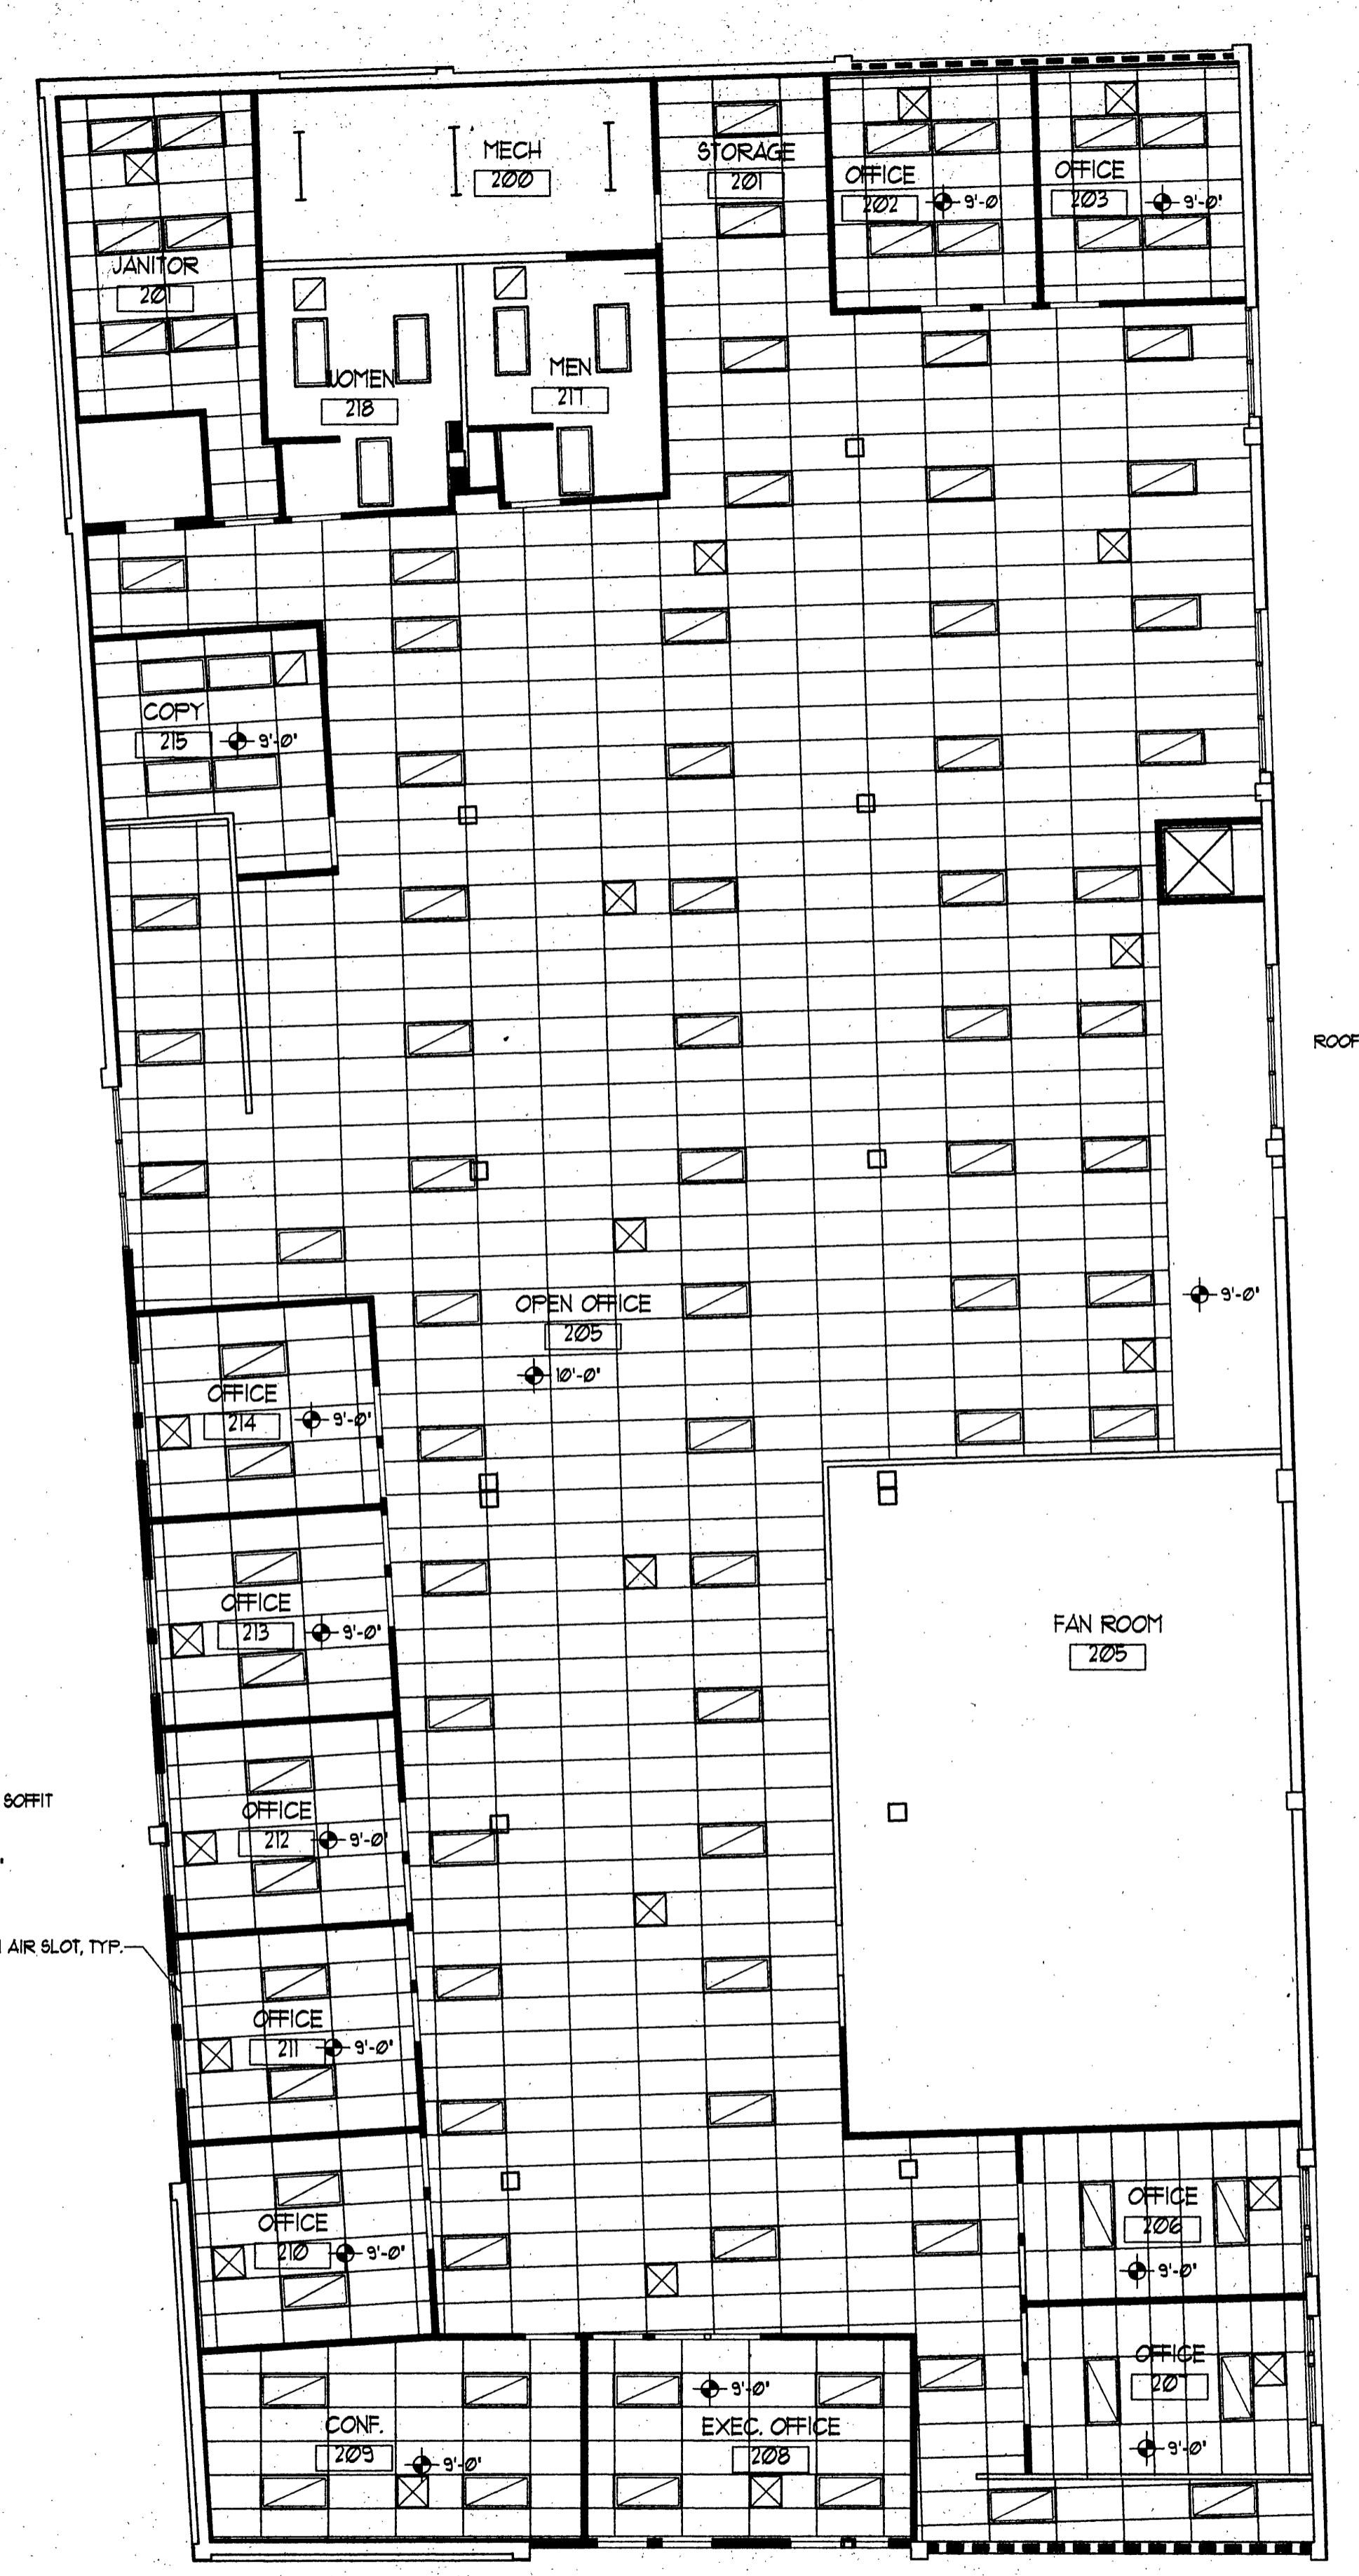 MECH
200
STORAGE
201
OFFICE
202
9'-0
OFFICE
203
9'-0"
JANITOR
201
WOMEN
218
MEN
217
COPY
215
9'-0"
ROOF
OPEN OFFICE
205
10'-0"
9'-0"
OFFICE
214
9'-0"
OFFICE
213
9'-0"
FAN ROOM
205
SOFFIT
OFFICE
212
9'-0"
AIR SLOT, TYP.
OFFICE
211
9'-0"
OFFICE
210
9'-0"
OFFICE
206
9'-0"
OFFICE
207
9'-0"
CONF.
209
9'-0"
9'-0"
EXEC. OFFICE
208